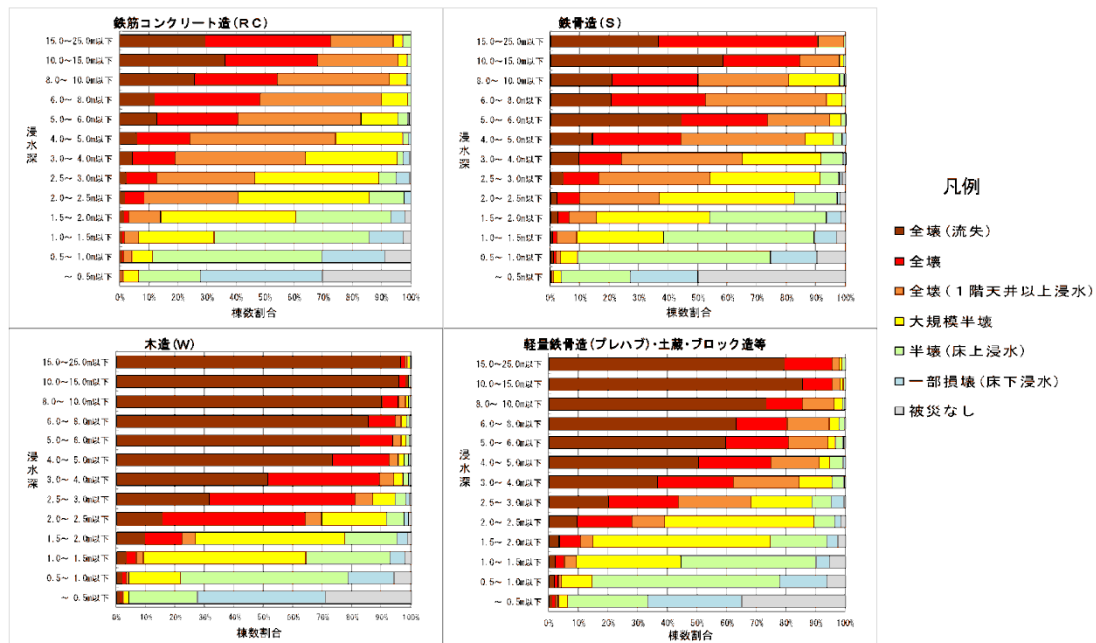 鉄筋コンクリート造(RC)
15.0～25.0m以下
10.0～15.0m以下
8.0～ 10.0m以下
6.0～ 8.0m以下
5.0～ 6.0m以下
4.0～ 5.0m以下
3.0～ 4.0m以下
2.5～ 3.0m以下
2.0～ 2.5m以下
1.5～ 2.0m以下
1.0～ 1.5m以下
0.5～ 1.0m以下
～ 0.5m以下
浸水深
0% 10% 20% 30% 40% 50% 60% 70% 80% 90% 100%
棟数割合
鉄骨造(S)
15.0～25.0m以下
10.0～15.0m以下
8.0～ 10.0m以下
6.0～ 8.0m以下
5.0～ 6.0m以下
4.0～ 5.0m以下
3.0～ 4.0m以下
2.5～ 3.0m以下
2.0～ 2.5m以下
1.5～ 2.0m以下
1.0～ 1.5m以下
0.5～ 1.0m以下
～ 0.5m以下
浸水深
0% 10% 20% 30% 40% 50% 60% 70% 80% 90% 100%
棟数割合
木造(W)
15.0～25.0m以下
10.0～15.0m以下
8.0～ 10.0m以下
6.0～ 8.0m以下
5.0～ 6.0m以下
4.0～ 5.0m以下
3.0～ 4.0m以下
2.5～ 3.0m以下
2.0～ 2.5m以下
1.5～ 2.0m以下
1.0～ 1.5m以下
0.5～ 1.0m以下
～ 0.5m以下
浸水深
0% 10% 20% 30% 40% 50% 60% 70% 80% 90% 100%
棟数割合
軽量鉄骨造(プレハブ)・土蔵・ブロック造等
15.0～25.0m以下
10.0～15.0m以下
8.0～ 10.0m以下
6.0～ 8.0m以下
5.0～ 6.0m以下
4.0～ 5.0m以下
3.0～ 4.0m以下
2.5～ 3.0m以下
2.0～ 2.5m以下
1.5～ 2.0m以下
1.0～ 1.5m以下
0.5～ 1.0m以下
～ 0.5m以下
浸水深
0% 10% 20% 30% 40% 50% 60% 70% 80% 90% 100%
棟数割合
凡例
全壊(流失)
全壊
全壊(1階天井以上浸水)
大規模半壊
半壊(床上浸水)
一部損壊(床下浸水)
被災なし